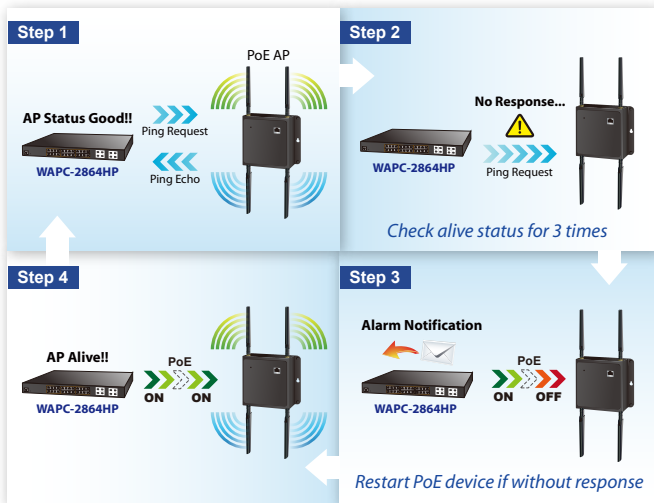 Step 1
PoE AP
AP Status Good!!
Ping Request
WAPC-2864HP
Ping Echo
Step 2
No Response...
WAPC-2864HP
Ping Request
Check alive status for 3 times
Step 4
AP Alive!!
PoE
ON ON
WAPC-2864HP
Step 3
Alarm Notification
PoE
ON OFF
WAPC-2864HP
Restart PoE device if without response